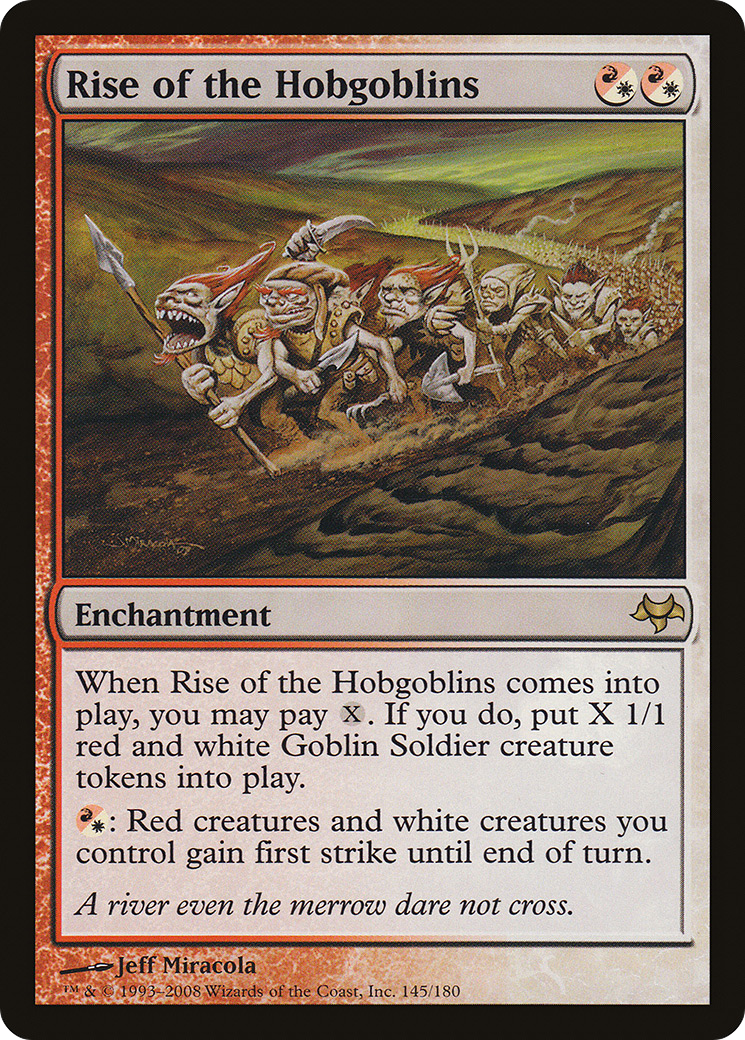 Rise of the Hobgoblins
Enchantment
When Rise of the Hobgoblins comes into
play, you may pay X. If you do, put X 1/1
red and white Goblin Soldier creature
tokens into play.
: Red creatures and white creatures you
control gain first strike until end of turn.
A river even the merrow dare not cross.
Jeff Miracola
™ & © 1993–2008 Wizards of the Coast, Inc. 145/180